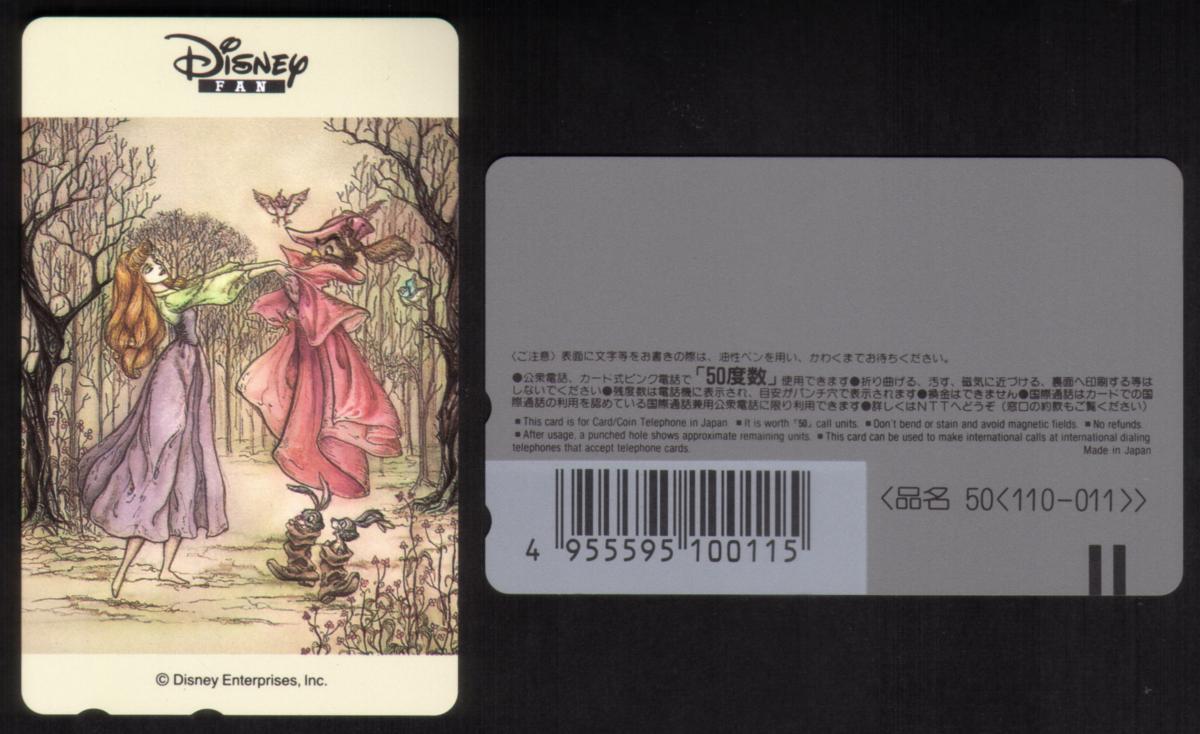 Disney
FAN
© Disney Enterprises, Inc.
〈ご注意〉表面に文字等をお書きの際は、油性ペンを用い、かわくまでお待ちください。
●公衆電話、カード式ピンク電話で「50度数」使用できます●折り曲げる、汚す、磁気に近づける、裏面へ印刷する等は
しないでください●残度数は電話機に表示され、目安がパンチ穴で表示されます●換金はできません●国際通話はカードでの国
際通話の利用を認めている国際通話兼用公衆電話に限り利用できます●詳しくはNTTへどうぞ（窓口の約款もご覧ください）
■This card is for Card/Coin Telephone in Japan ■It is worth「50」call units. ■Don't bend or stain and avoid magnetic fields. ■No refunds.
■After usage, a punched hole shows approximate remaining units. ■This card can be used to make international calls at international dialing
telephones that accept telephone cards.
Made in Japan
〈品名 50〈110-011〉〉
4 955595 100115